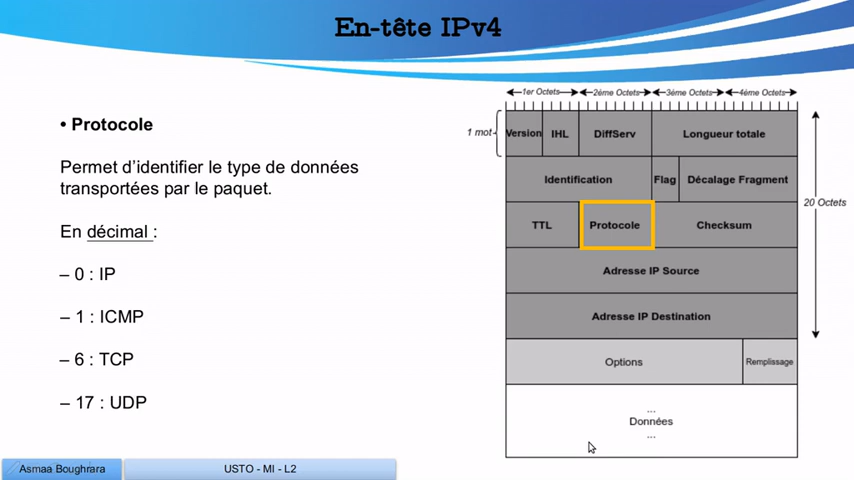 En-tête IPv4
• Protocole
Permet d'identifier le type de données
transportées par le paquet.
En décimal :
– 0 : IP
– 1 : ICMP
– 6 : TCP
– 17 : UDP
1er Octets 2éme Octets 3éme Octets 4éme Octets
1 mot
Version IHL DiffServ Longueur totale
Identification Flag Décalage Fragment
20 Octets
TTL Protocole Checksum
Adresse IP Source
Adresse IP Destination
Options Remplissage
...
Données
...
Asmaa Boughrara USTO - MI - L2